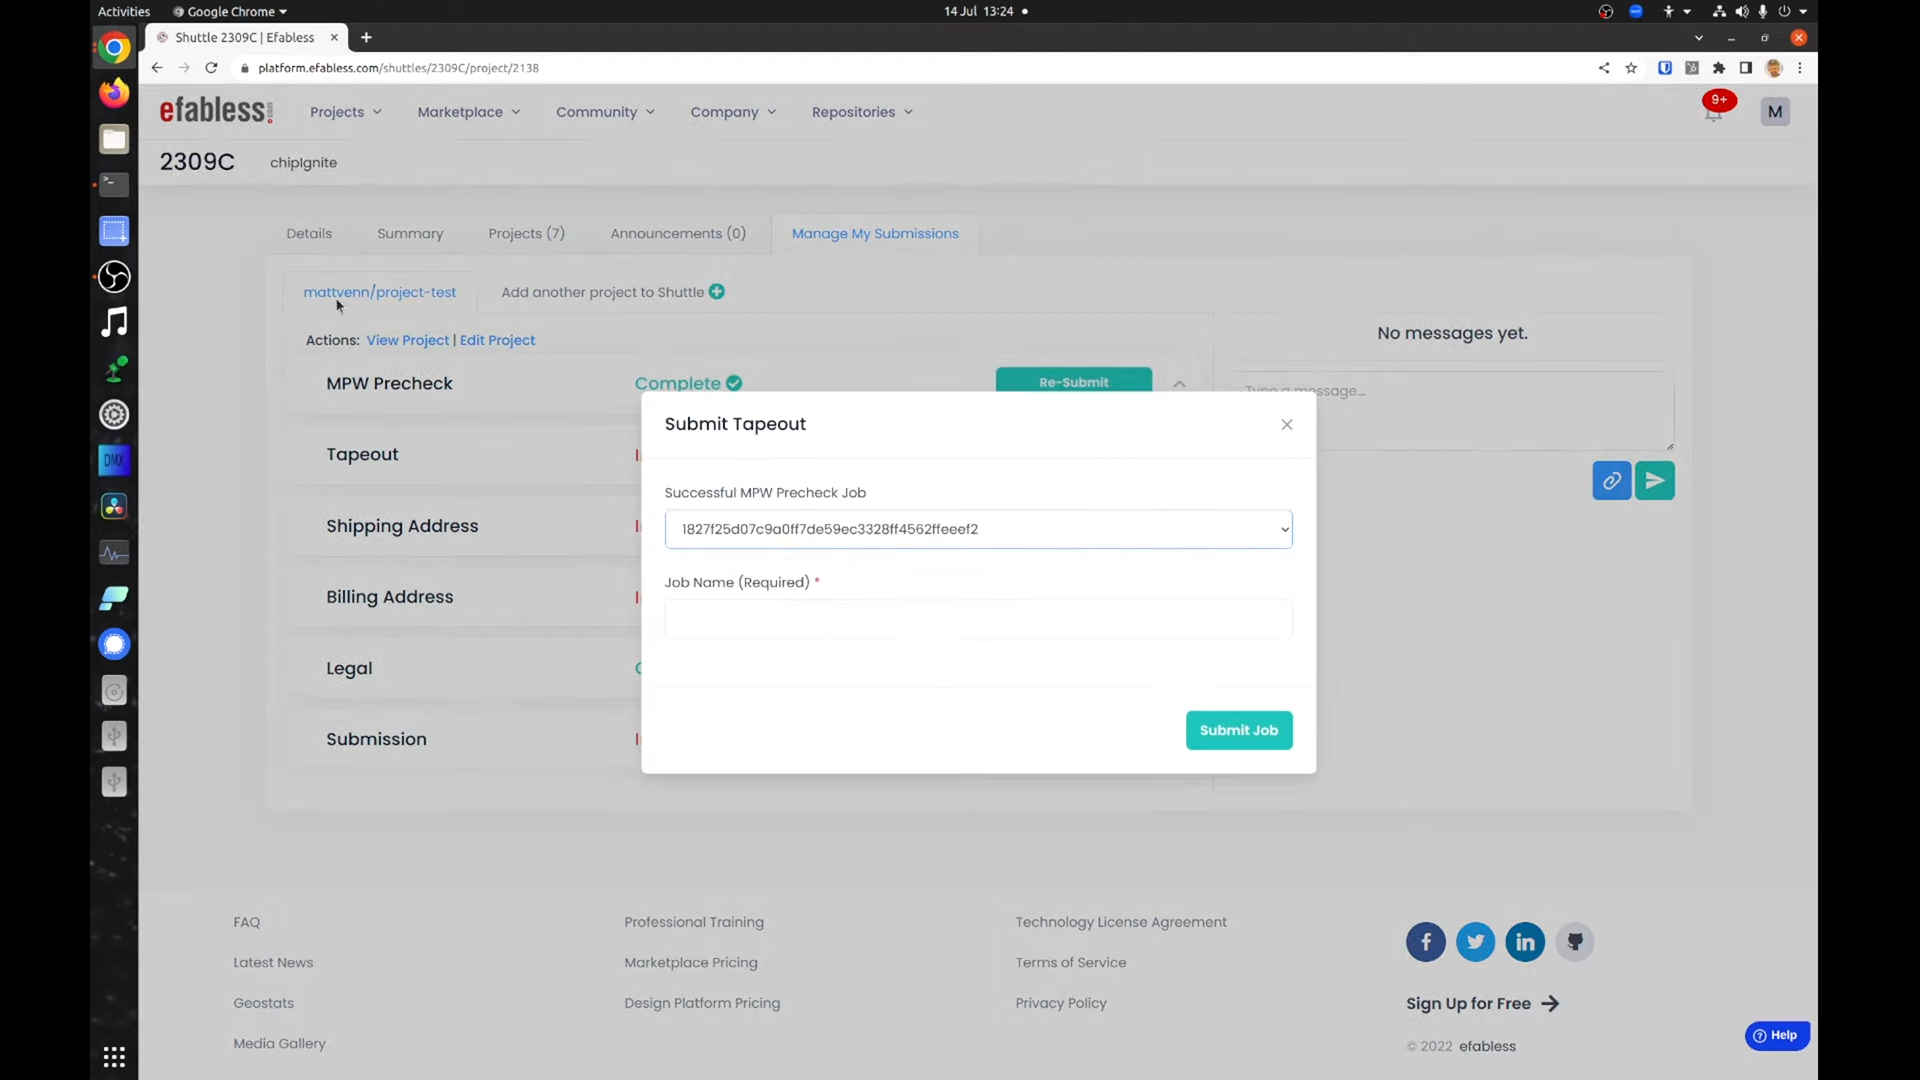 Activities Google Chrome 14 Jul 13:24
Shuttle 2309C | Efabless
platform.efabless.com/shuttles/2309C/project/2138
efabless.com Projects Marketplace Community Company Repositories 9+ M
2309C chipIgnite
Details Summary Projects (7) Announcements (0) Manage My Submissions
mattvenn/project-test Add another project to Shuttle
Actions: View Project | Edit Project
No messages yet.
MPW Precheck Complete Re-Submit
Type a message...
Submit Tapeout
Tapeout
DMX
Successful MPW Precheck Job
Shipping Address
1827f25d07c9a0ff7de59ec3328ff4562ffeeef2
Job Name (Required) *
Billing Address
Legal
Submit Job
Submission
FAQ Professional Training Technology License Agreement
Latest News Marketplace Pricing Terms of Service
Geostats Design Platform Pricing Privacy Policy Sign Up for Free
Media Gallery © 2022 efabless
Help